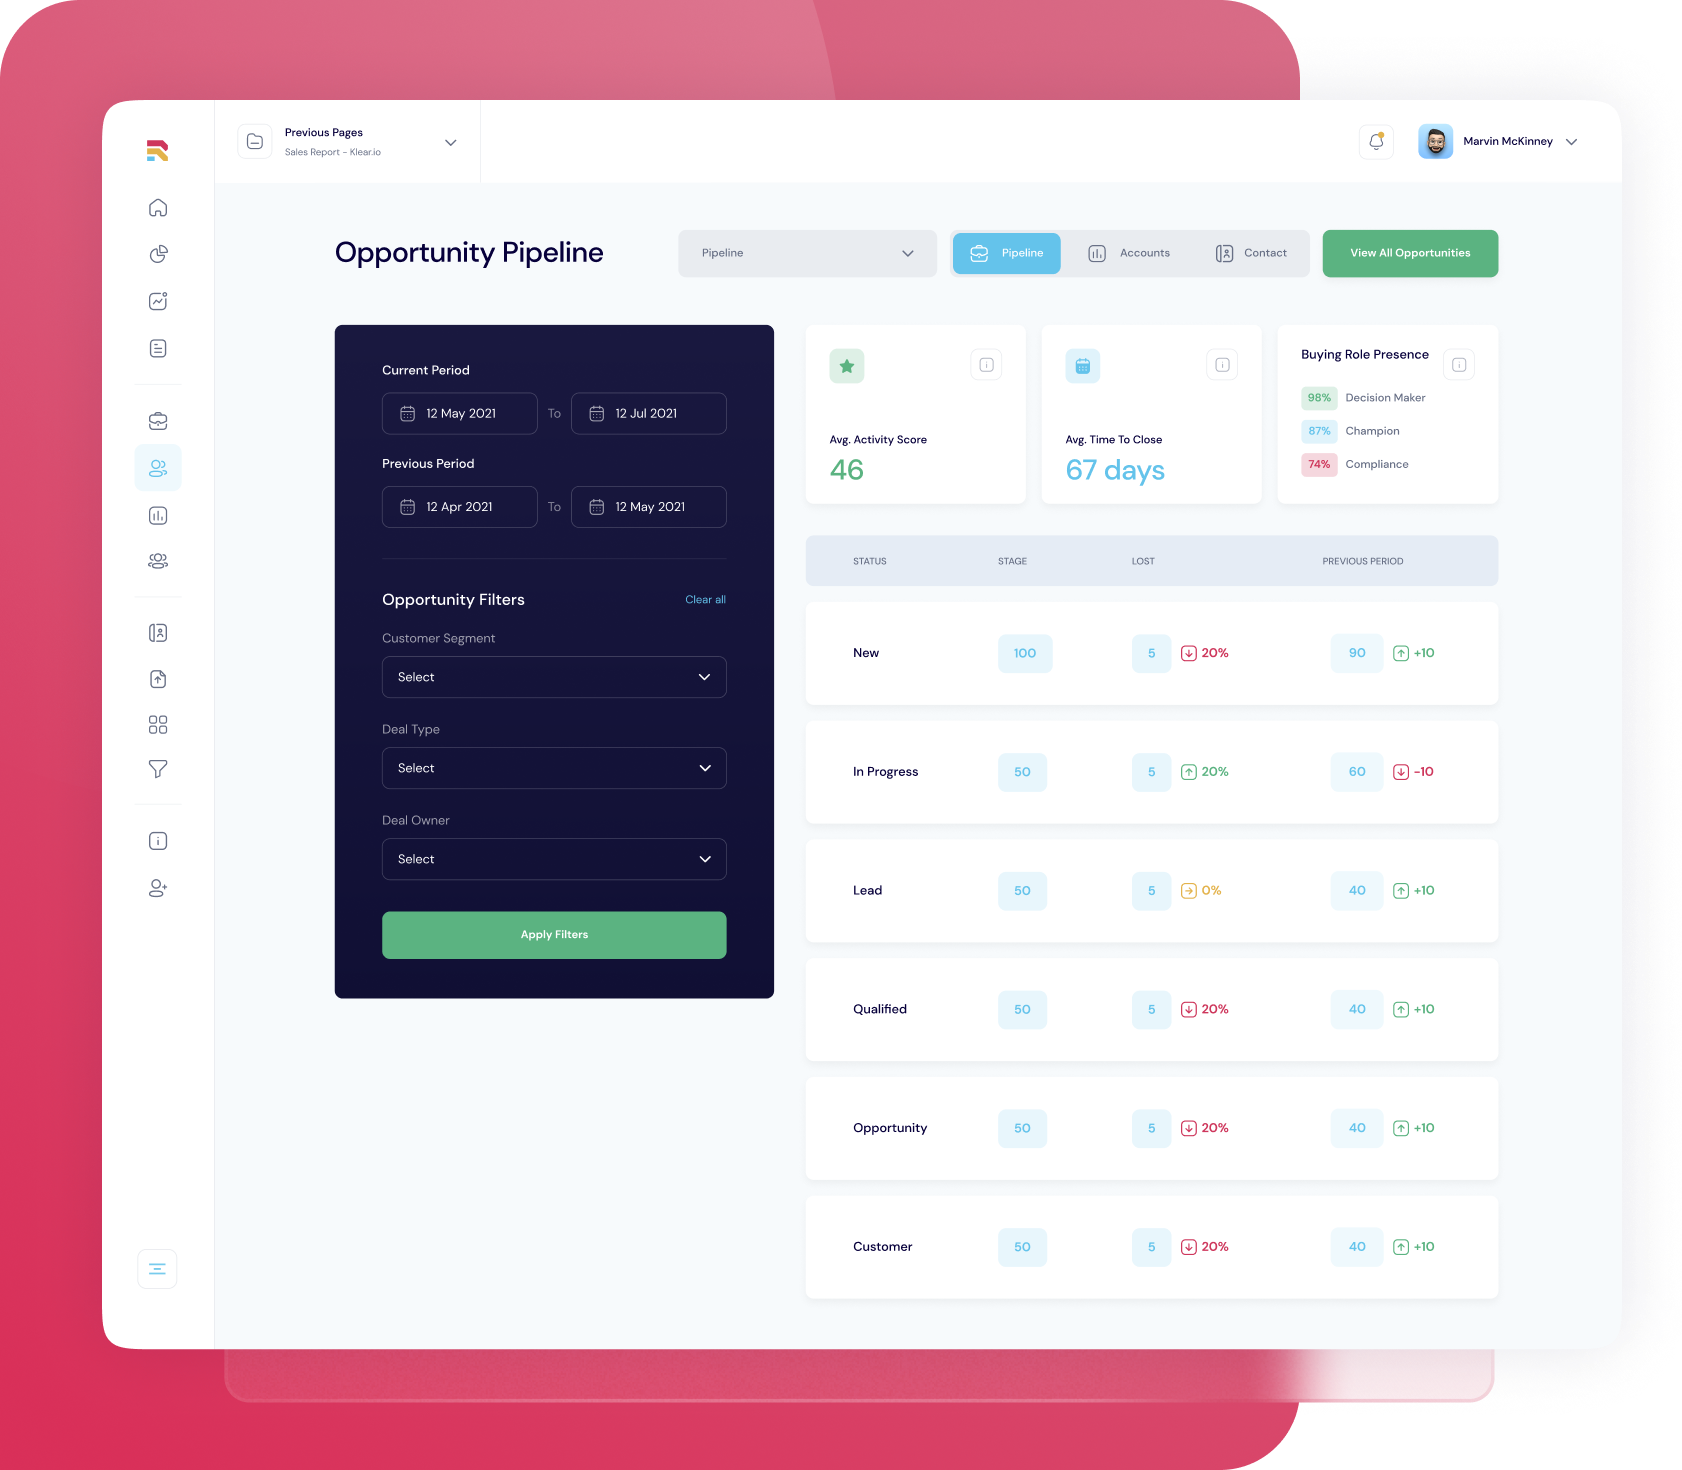 Previous Pages
Sales Report - Klear.io
Marvin McKinney
Opportunity Pipeline
Pipeline
Pipeline
Accounts
Contact
View All Opportunities
Current Period
12 May 2021 To 12 Jul 2021
Previous Period
12 Apr 2021 To 12 May 2021
Opportunity Filters
Clear all
Customer Segment
Select
Deal Type
Select
Deal Owner
Select
Apply Filters
Avg. Activity Score
46
Avg. Time To Close
67 days
Buying Role Presence
98% Decision Maker
87% Champion
74% Compliance
STATUS STAGE LOST PREVIOUS PERIOD
New 100 5 20% 90 +10
In Progress 50 5 20% 60 -10
Lead 50 5 0% 40 +10
Qualified 50 5 20% 40 +10
Opportunity 50 5 20% 40 +10
Customer 50 5 20% 40 +10